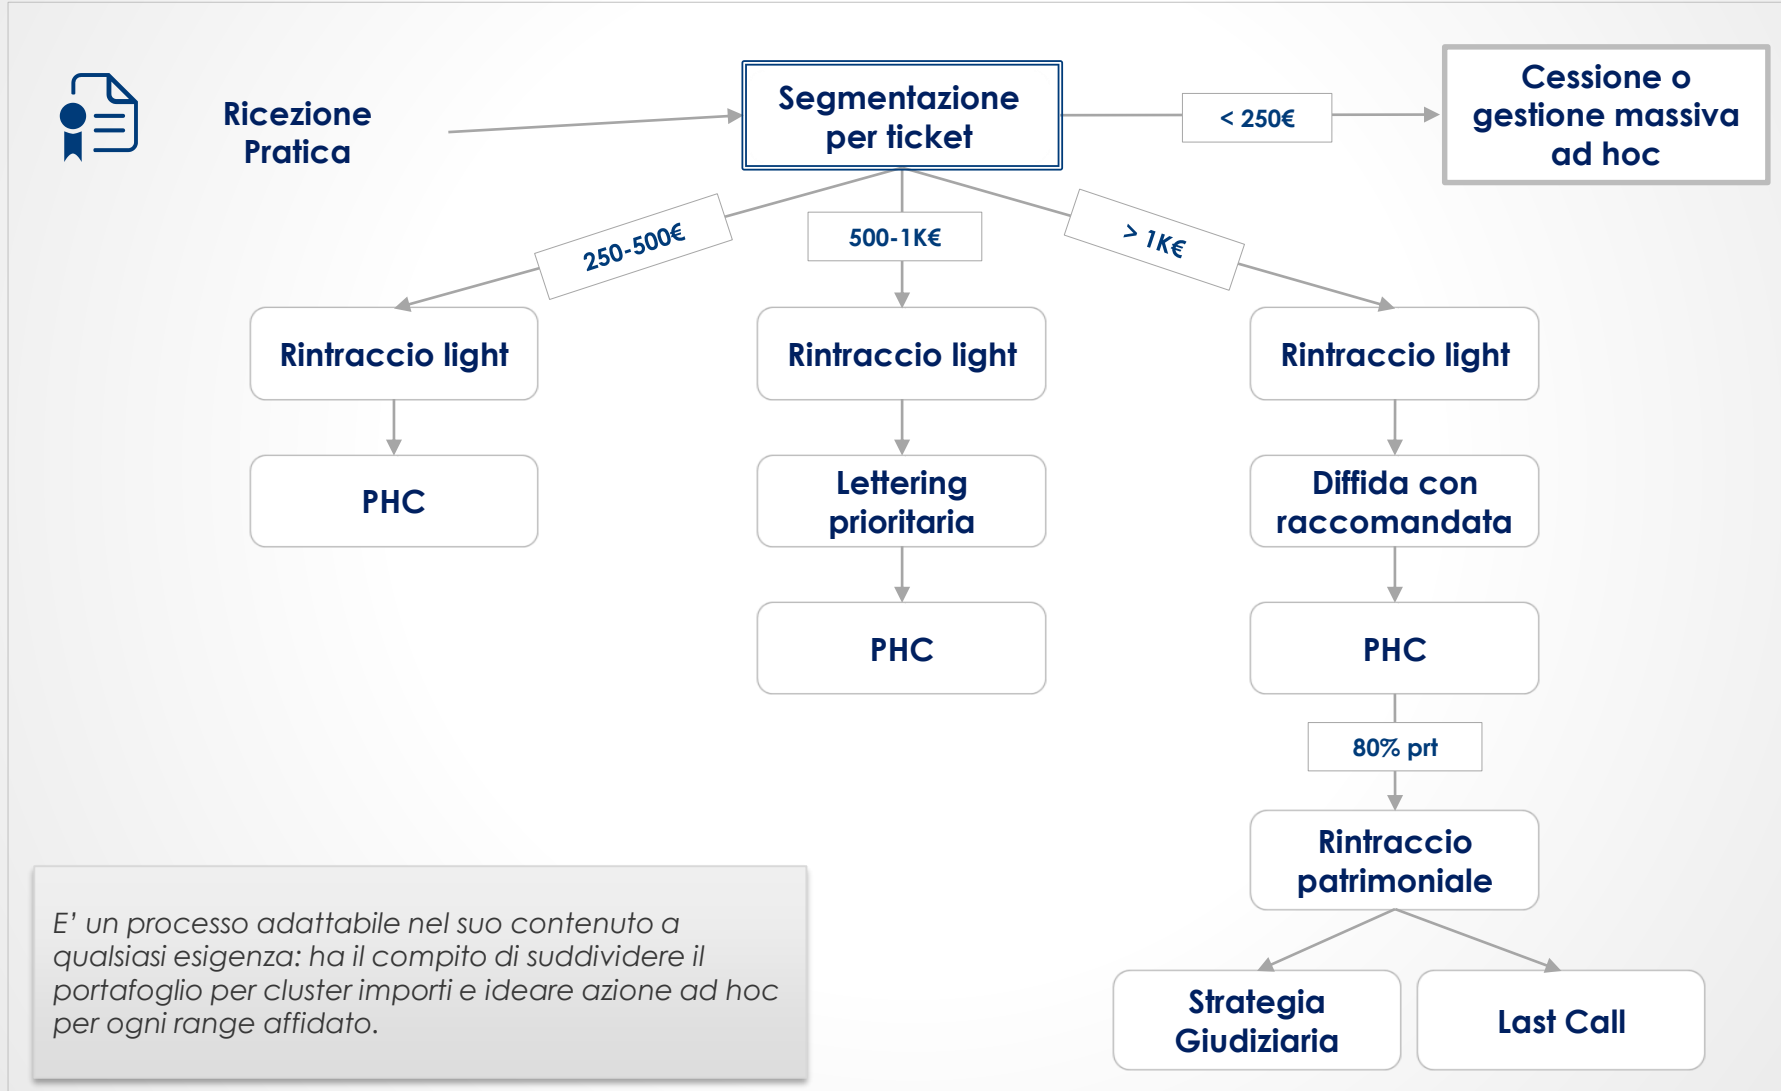 Ricezione
Pratica
Segmentazione
per ticket
< 250€
Cessione o
gestione massiva
ad hoc
250-500€
500-1K€
> 1K€
Rintraccio light
Rintraccio light
Rintraccio light
PHC
Lettering
prioritaria
Diffida con
raccomandata
PHC
PHC
80% prt
Rintraccio
patrimoniale
E' un processo adattabile nel suo contenuto a
qualsiasi esigenza: ha il compito di suddividere il
portafoglio per cluster importi e ideare azione ad hoc
per ogni range affidato.
Strategia
Giudiziaria
Last Call